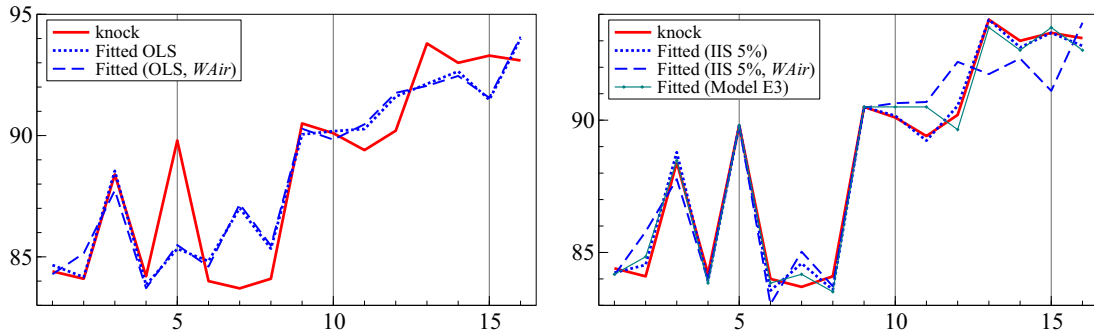 95
90
85
knock
Fitted OLS
Fitted (OLS, WAir)
5
10
15
90
85
knock
Fitted (IIS 5%)
Fitted (IIS 5%, WAir)
Fitted (Model E3)
5
10
15